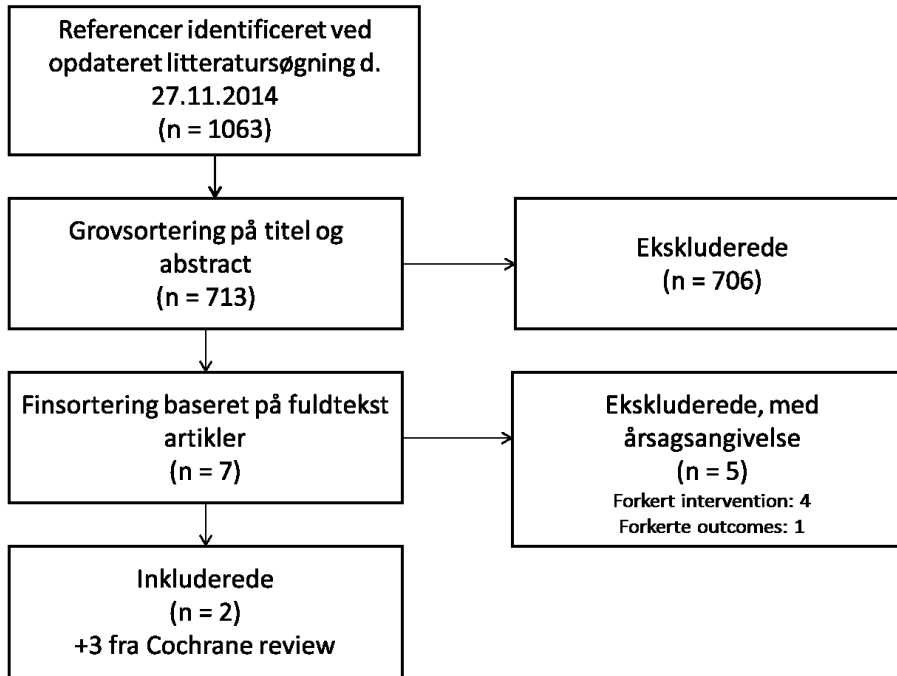 Referencer identificeret ved
opdateret litteratursøgning d.
27.11.2014
(n = 1063)
Grovsortering på titel og
abstract
(n = 713)
Ekskluderede
(n = 706)
Finsortering baseret på fuldtekst
artikler
(n = 7)
Ekskluderede, med
årsagsangivelse
(n = 5)
Forkert intervention: 4
Forkerte outcomes: 1
Inkluderede
(n = 2)
+3 fra Cochrane review